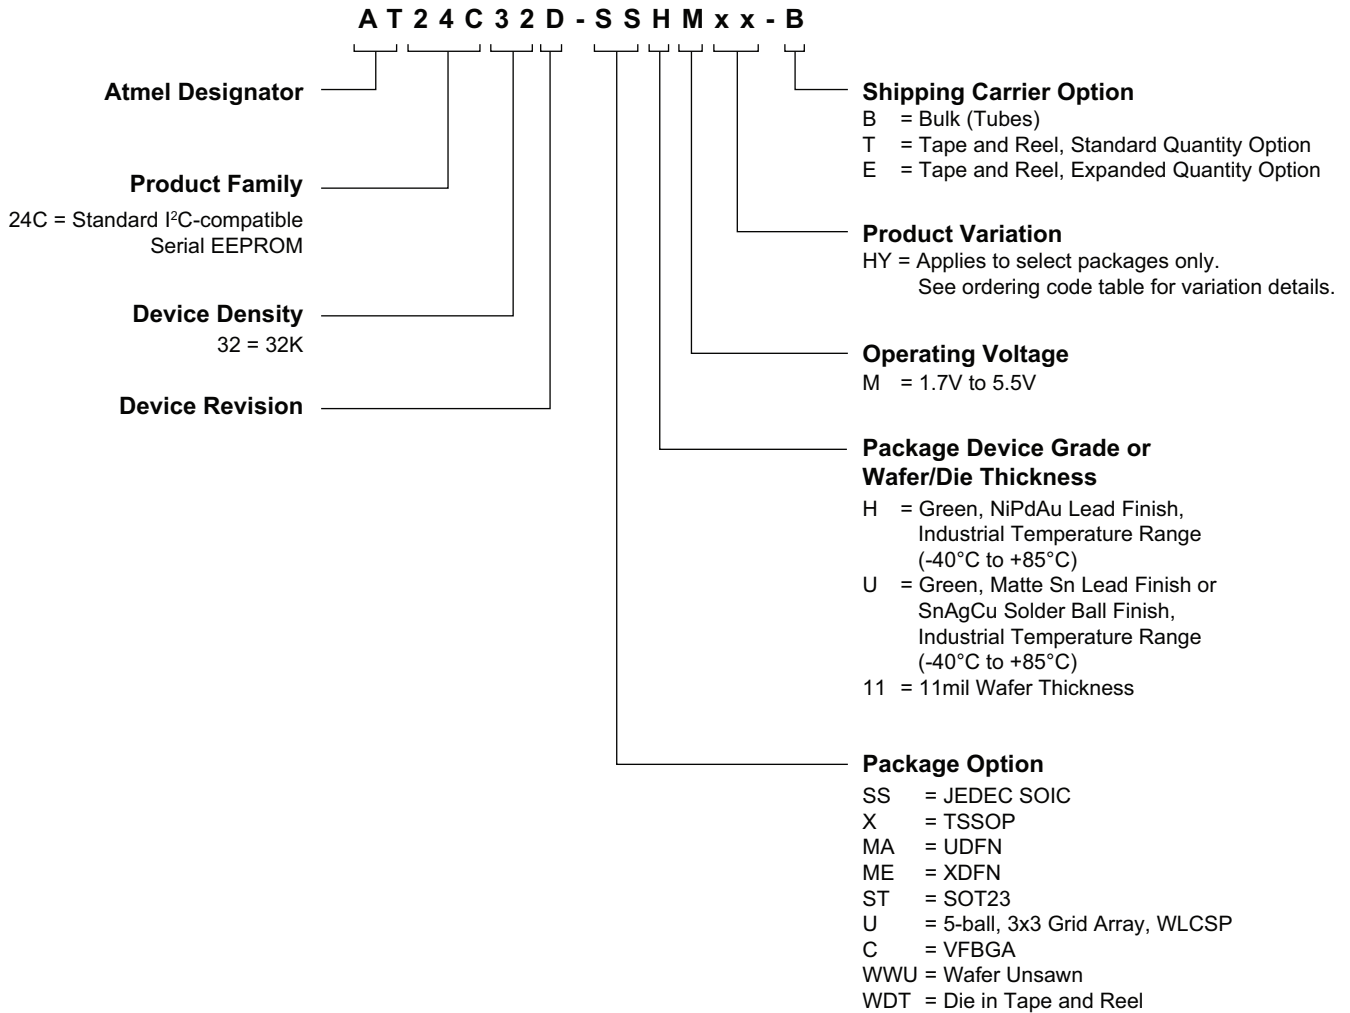 A T 2 4 C 3 2 D - S S H M x x - B
Atmel Designator
Product Family
24C = Standard I²C-compatible
Serial EEPROM
Device Density
32 = 32K
Device Revision
Shipping Carrier Option
B = Bulk (Tubes)
T = Tape and Reel, Standard Quantity Option
E = Tape and Reel, Expanded Quantity Option
Product Variation
HY = Applies to select packages only.
See ordering code table for variation details.
Operating Voltage
M = 1.7V to 5.5V
Package Device Grade or
Wafer/Die Thickness
H = Green, NiPdAu Lead Finish,
Industrial Temperature Range
(-40°C to +85°C)
U = Green, Matte Sn Lead Finish or
SnAgCu Solder Ball Finish,
Industrial Temperature Range
(-40°C to +85°C)
11 = 11mil Wafer Thickness
Package Option
SS = JEDEC SOIC
X = TSSOP
MA = UDFN
ME = XDFN
ST = SOT23
U = 5-ball, 3x3 Grid Array, WLCSP
C = VFBGA
WWU = Wafer Unsawn
WDT = Die in Tape and Reel